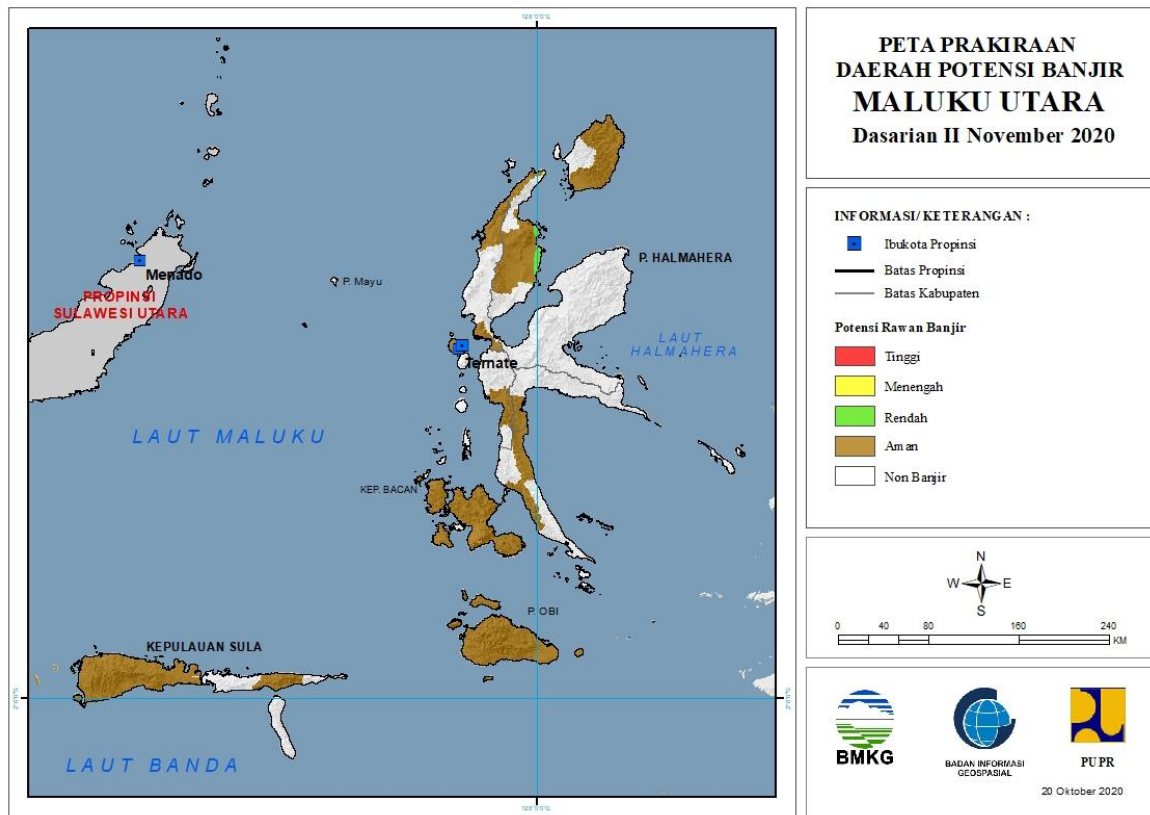 PETA PRAKIRAAN
DAERAH POTENSI BANJIR
MALUKU UTARA
Dasarian II November 2020
INFORMASI/ KETERANGAN :
Ibukota Propinsi
Batas Propinsi
Batas Kabupaten
Potensi Rawan Banjir
Tinggi
Menengah
Rendah
Aman
Non Banjir
N
W E
S
0 40 80 160 240
KM
BMKG
BADAN INFORMASI
GEOSPASIAL
PUPR
20 Oktober 2020
Menado
PROPINSI
SULAWESI UTARA
P. Mayu
P. HALMAHERA
LAUT
HALMAHERA
Ternate
LAUT MALUKU
KEP. BACAN
P. OBI
KEPULAUAN SULA
LAUT BANDA